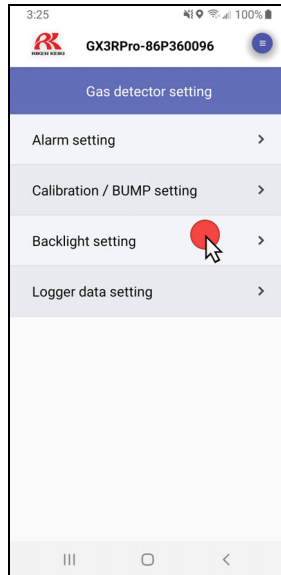 3:25
100%
RIKEN KEIKI
GX3RPro-86P360096
Gas detector setting
Alarm setting
Calibration / BUMP setting
Backlight setting
Logger data setting